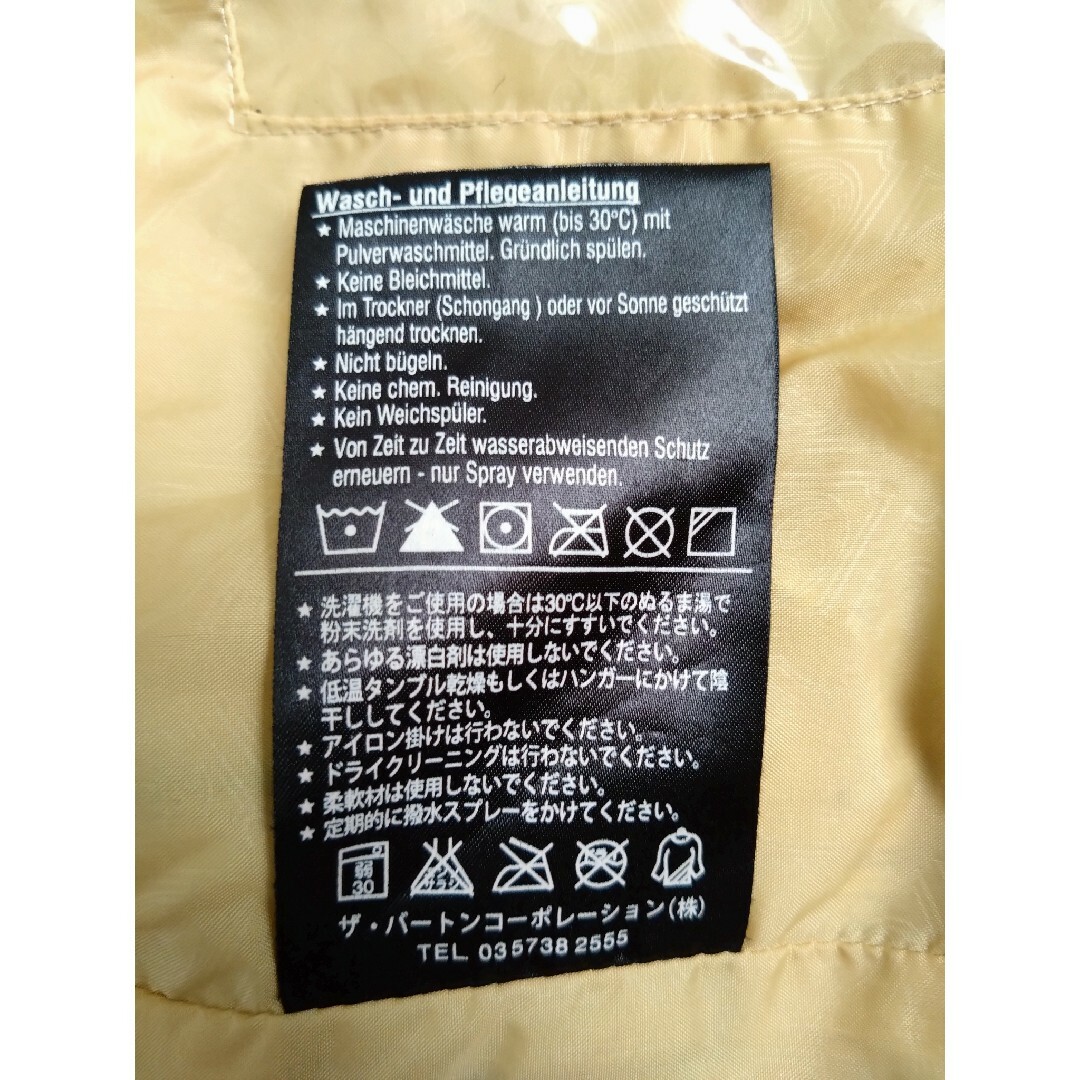 Wasch- und Pflegeanleitung
★ Maschinenwäsche warm (bis 30°C) mit
Pulverwaschmittel. Gründlich spülen.
★ Keine Bleichmittel.
★ Im Trockner (Schongang ) oder vor Sonne geschützt
hängend trocknen.
★ Nicht bügeln.
★ Keine chem. Reinigung.
★ Kein Weichspüler.
★ Von Zeit zu Zeit wasserabweisenden Schutz
erneuern - nur Spray verwenden.
★ 洗濯機をご使用の場合は30℃以下のぬるま湯で
粉末洗剤を使用し、十分にすすいでください。
★ あらゆる漂白剤は使用しないでください。
★ 低温タンブル乾燥もしくはハンガーにかけて陰
干ししてください。
★ アイロン掛けは行わないでください。
★ ドライクリーニングは行わないでください。
★ 柔軟材は使用しないでください。
★ 定期的に撥水スプレーをかけてください。
弱
30
ザ・バートンコーポレーション(株)
TEL 03 5738 2555